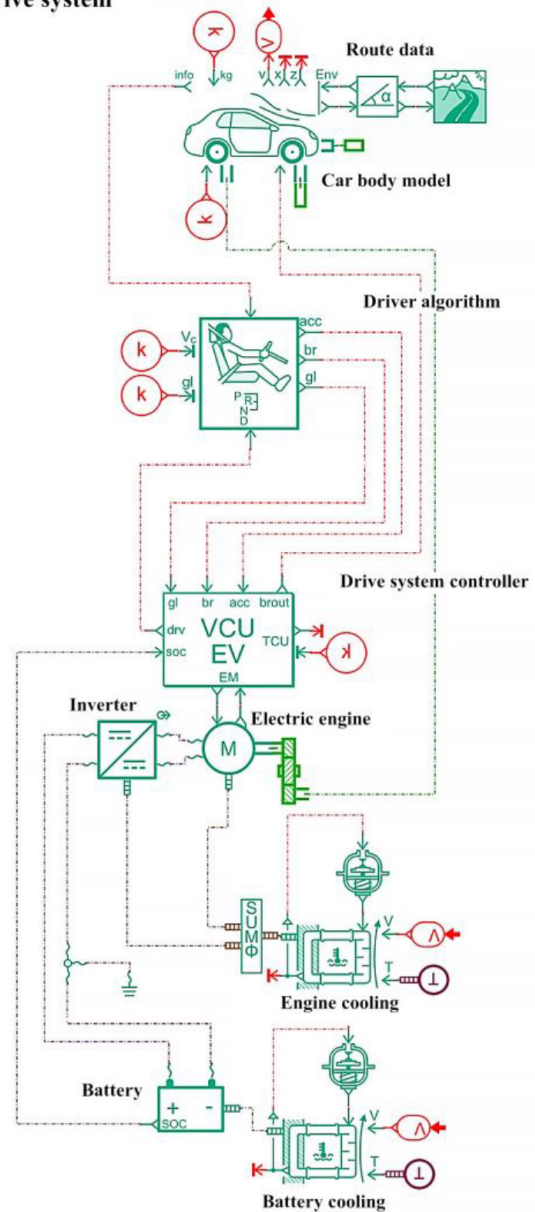 ive system
k
V
Route data
info
kg
v
x
z
Env
α
Car body model
k
Driver algorithm
acc
k
Vc
br
gl
k
gl
P R
N
D
Drive system controller
gl br acc brout
drv
VCU
EV
TCU
soc
k
EM
Inverter
Electric engine
M
S
U
M
Φ
V
V
T
T
Engine cooling
Battery
+ -
SOC
V
V
T
T
Battery cooling